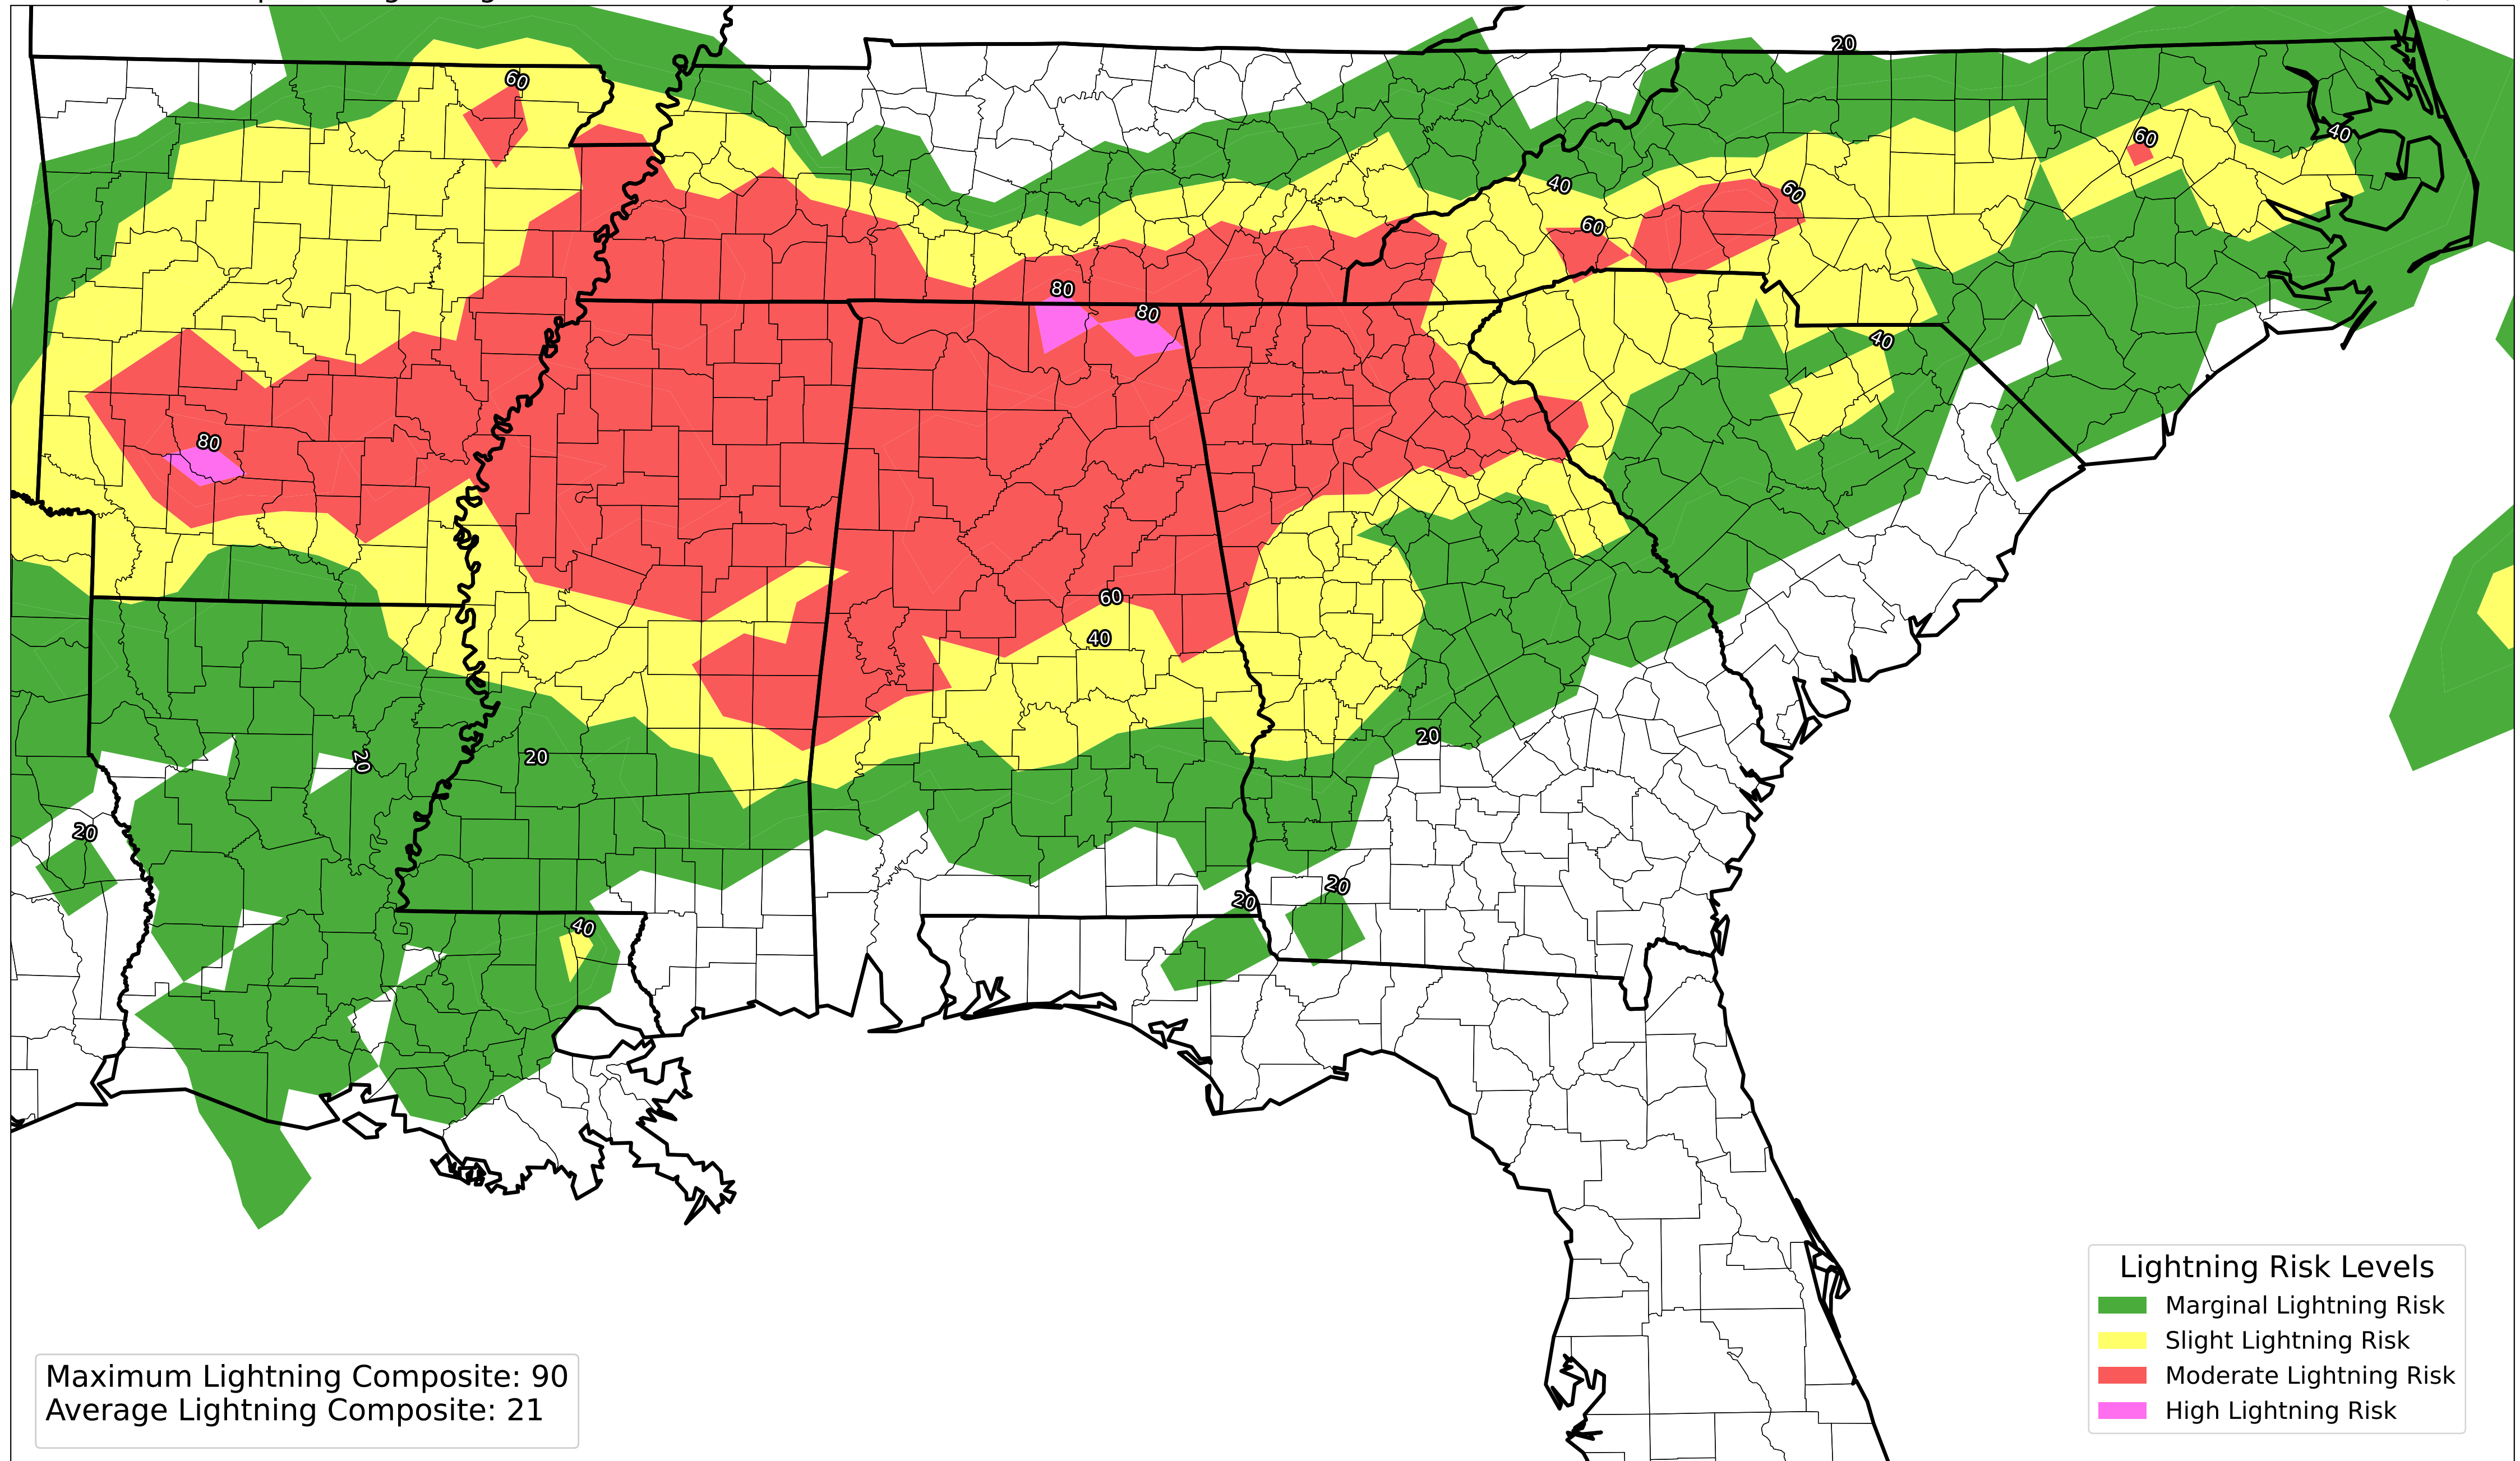 20
60
60
40
40
60
60
80
80
40
80
60
40
20
20
20
20
20
20
40
Lightning Risk Levels
Marginal Lightning Risk
Slight Lightning Risk
Moderate Lightning Risk
High Lightning Risk
Maximum Lightning Composite: 90
Average Lightning Composite: 21